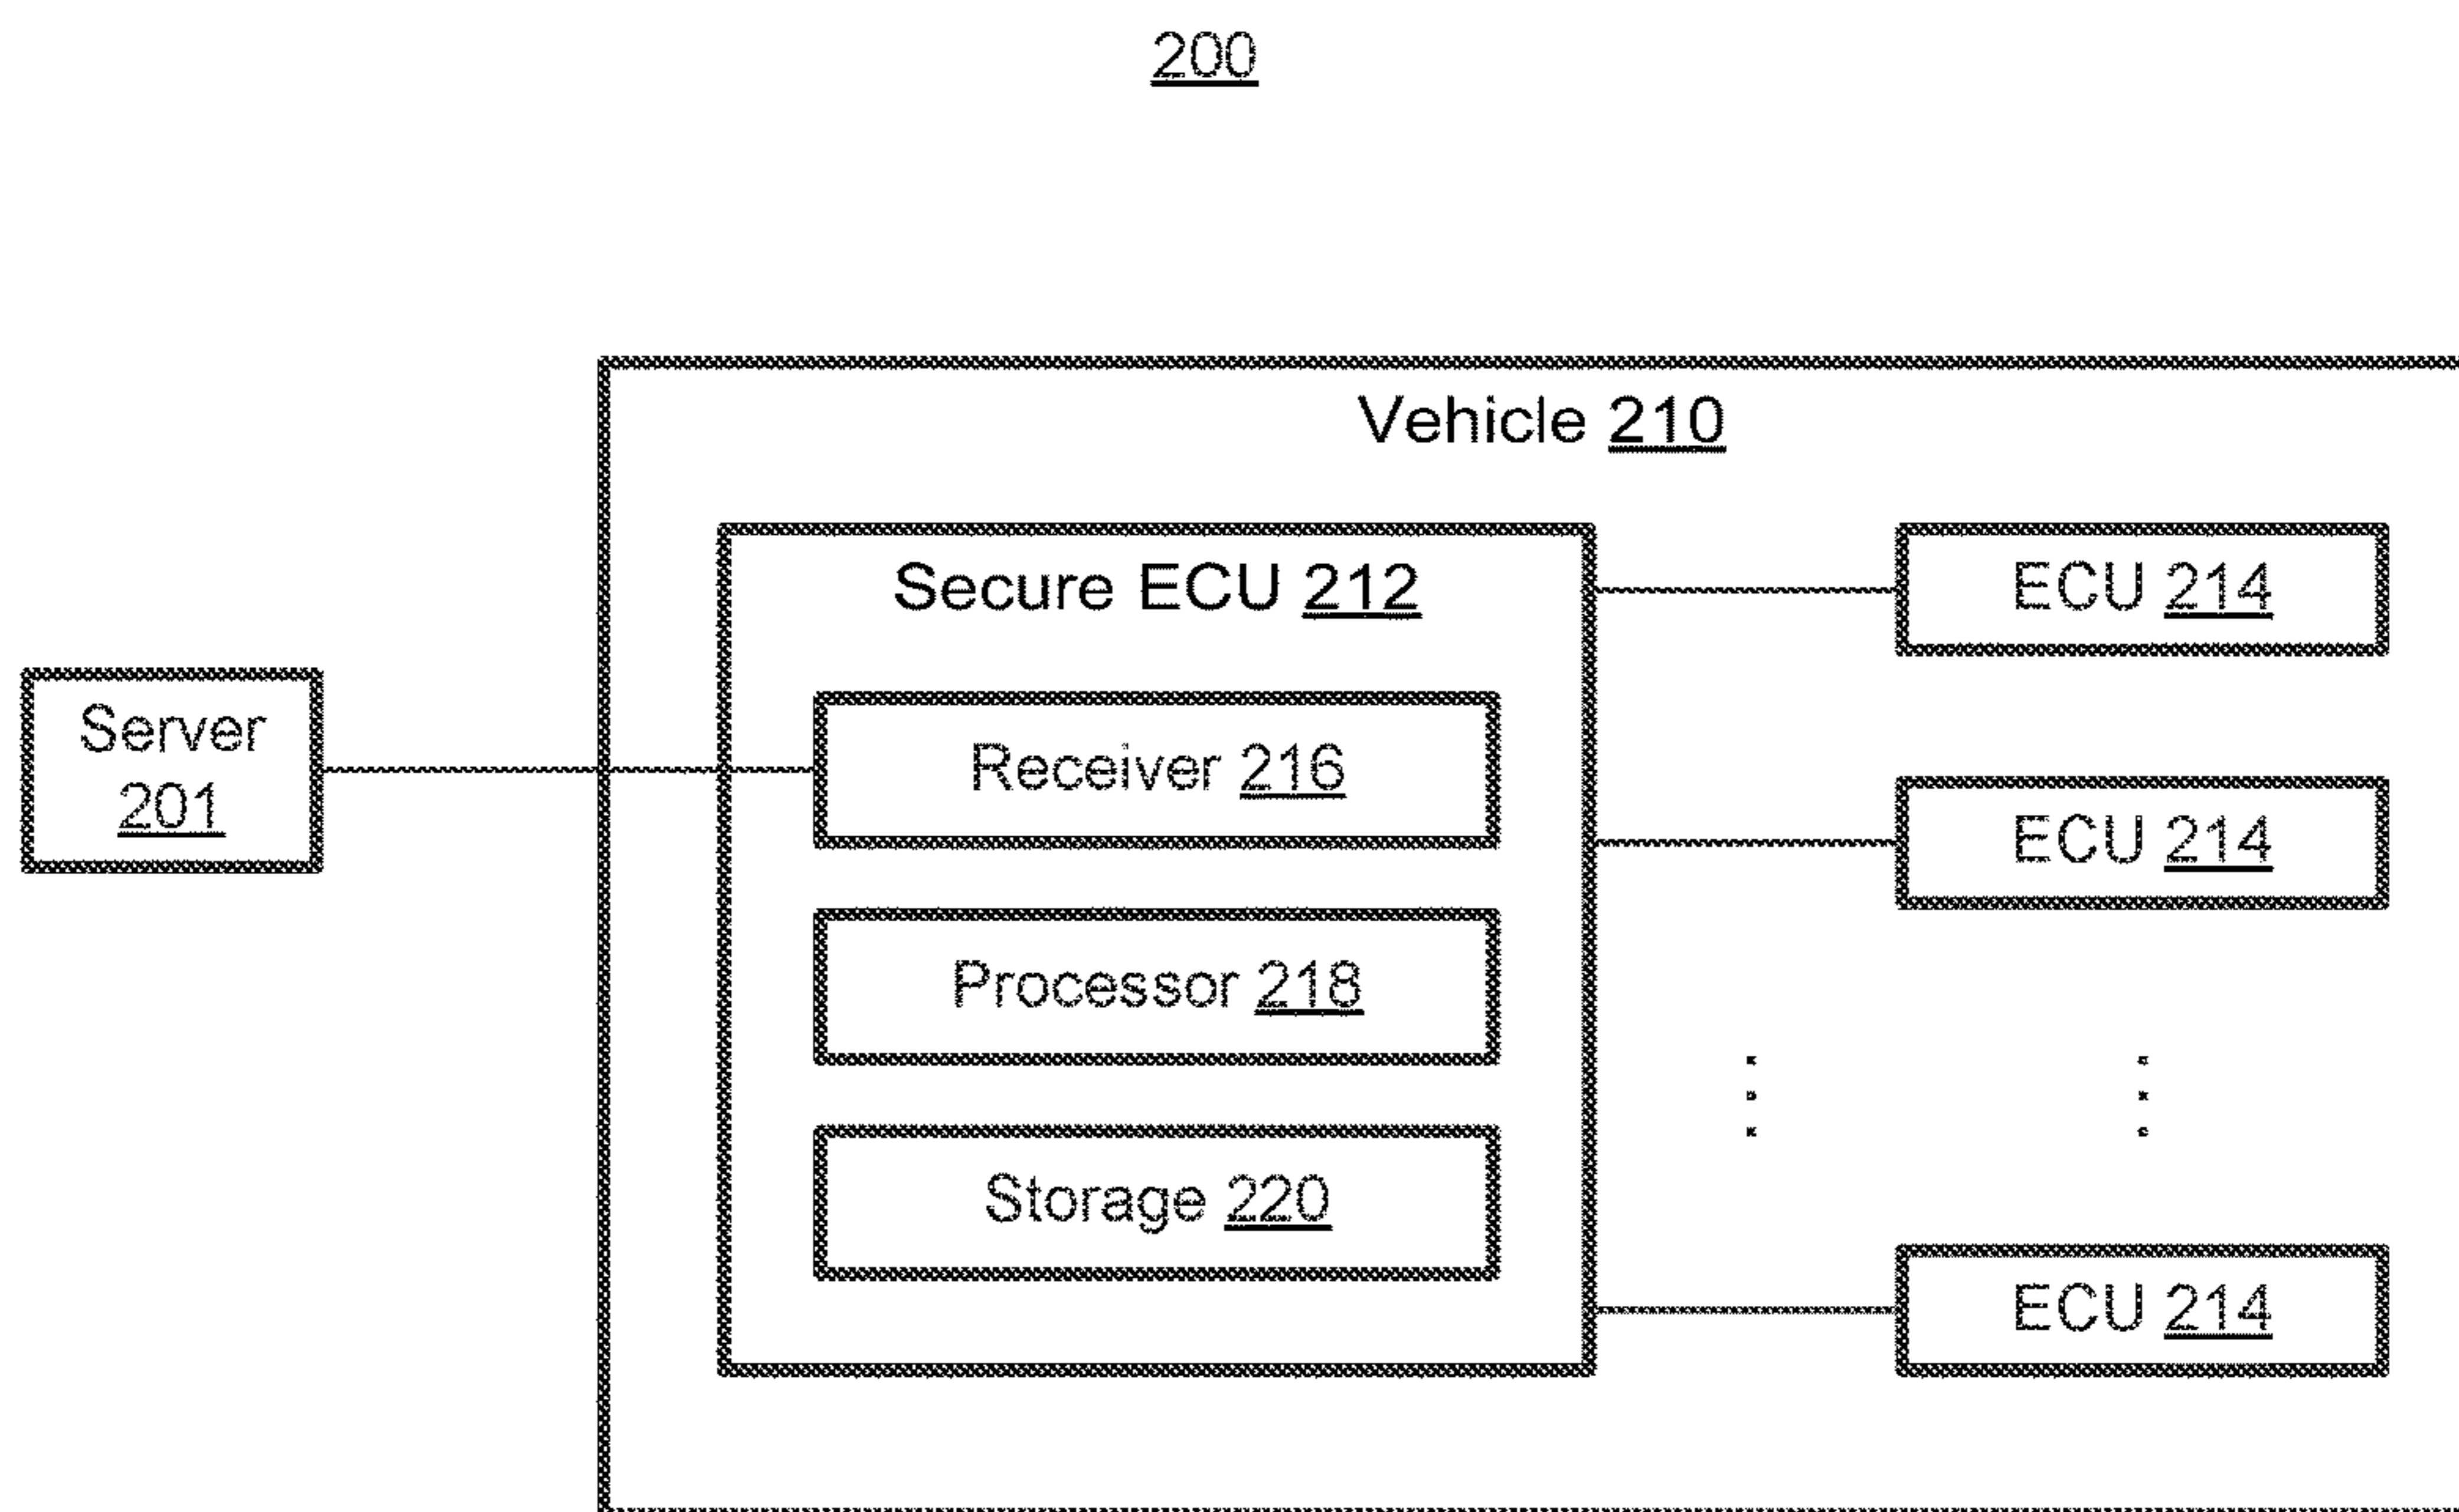 200
Vehicle 210
Secure ECU 212
ECU 214
Server
201
Receiver 216
ECU 214
Processor 218
Storage 220
ECU 214